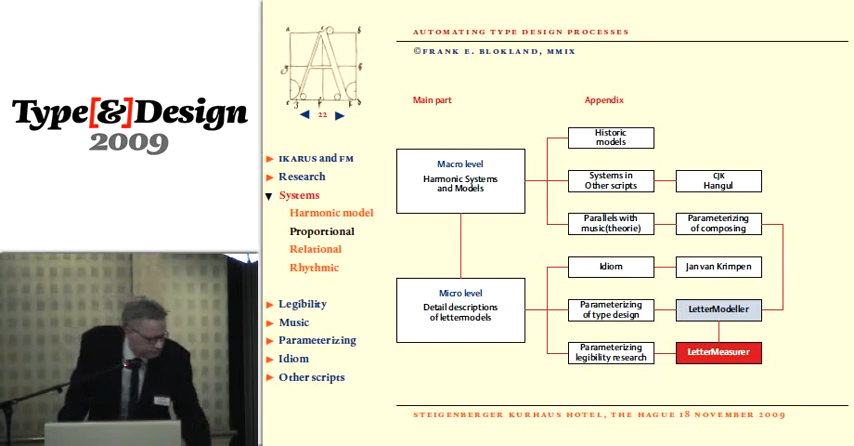 Type[&]Design
2009
22
IKARUS and FM
Research
Systems
Harmonic model
Proportional
Relational
Rhythmic
Legibility
Music
Parameterizing
Idiom
Other scripts
AUTOMATING TYPE DESIGN PROCESSES
©FRANK E. BLOKLAND, MMIX
Main part
Appendix
Macro level
Harmonic Systems
and Models
Historic
models
Systems in
Other scripts
CJK
Hangul
Parallels with
music(theorie)
Parameterizing
of composing
Micro level
Detail descriptions
of lettermodels
Idiom
Jan van Krimpen
Parameterizing
of type design
LetterModeller
Parameterizing
legibility research
LetterMeasurer
STEIGENBERGER KURHAUS HOTEL, THE HAGUE 18 NOVEMBER 2009